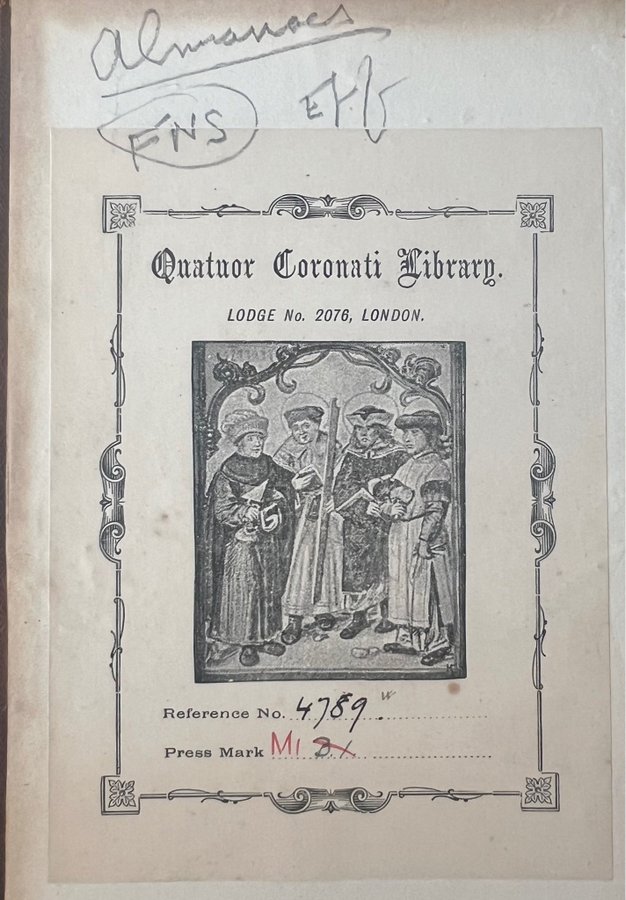 Almanacs
FNS
Quatuor Coronati Library.
LODGE No. 2076, LONDON.
Reference No. 4789.
Press Mark M1